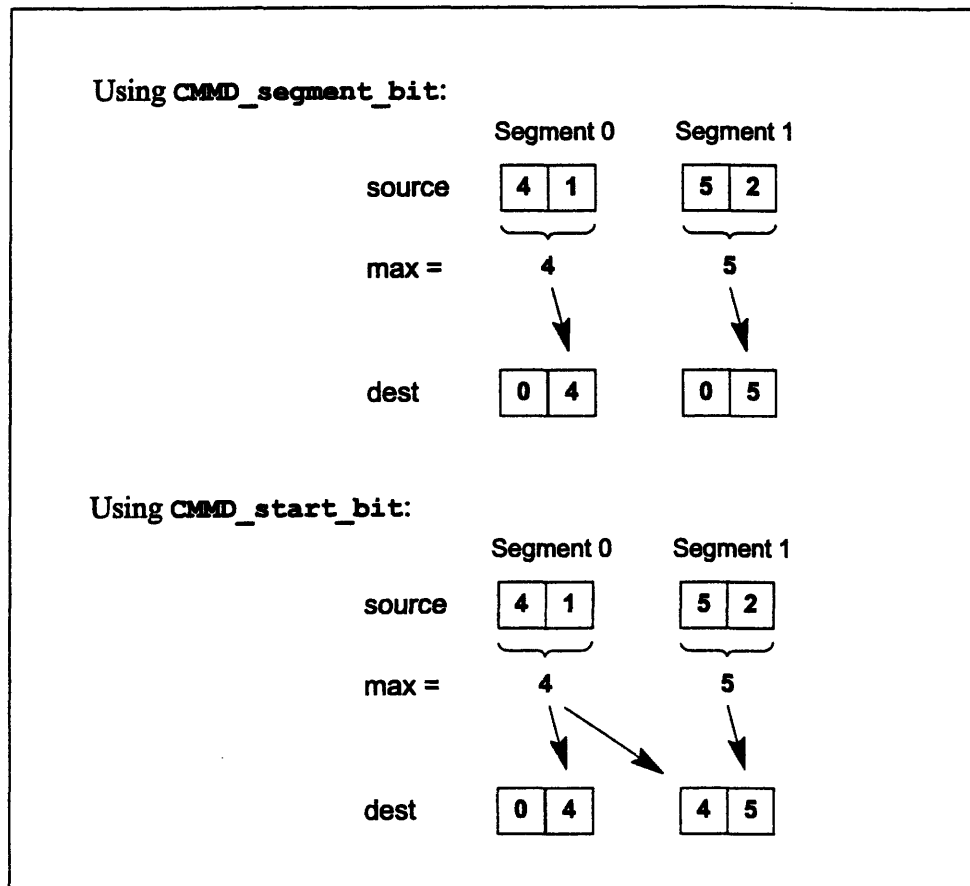 Using CMMD_segment_bit:
Segment 0 Segment 1
source 4 1 5 2
max = 4 5
dest 0 4 0 5
Using CMMD_start_bit:
Segment 0 Segment 1
source 4 1 5 2
max = 4 5
dest 0 4 4 5